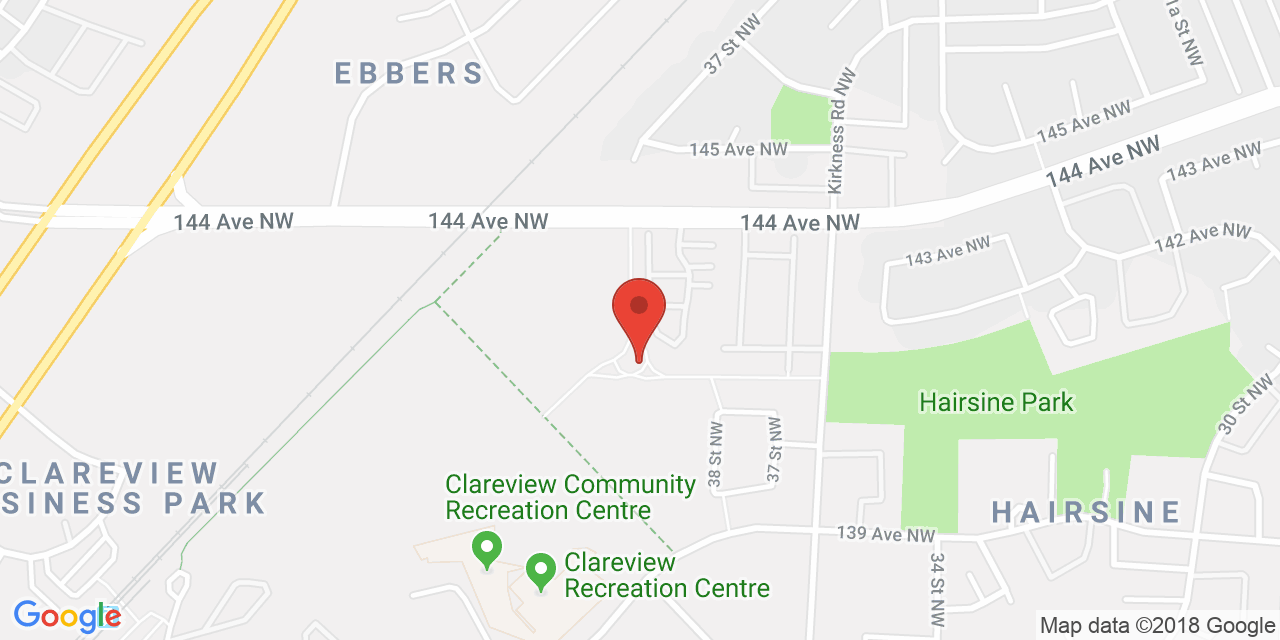 la St NW
37 St NW
EBBERS
Kirkness Rd NW
145 Ave NW
145 Ave NW
144 Ave NW
143 Ave NW
144 Ave NW
144 Ave NW
144 Ave NW
142 Ave NW
143 Ave NW
Hairsine Park
30 St NW
38 St NW
37 St NW
CLAREVIEW
SINESS PARK
Clareview Community
Recreation Centre
HAIRSINE
139 Ave NW
Clareview
Recreation Centre
34 St NW
Google
Map data ©2018 Google